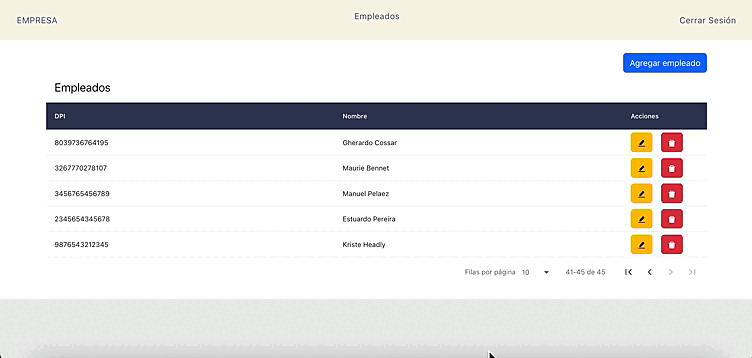 EMPRESA Empleados Cerrar Sesión
Agregar empleado
Empleados
DPI Nombre Acciones
8039736764195 Gherardo Cossar
3267770278107 Maurie Bennet
3456765456789 Manuel Pelaez
2345654345678 Estuardo Pereira
9876543212345 Kriste Headly
Filas por página 10 41-45 de 45